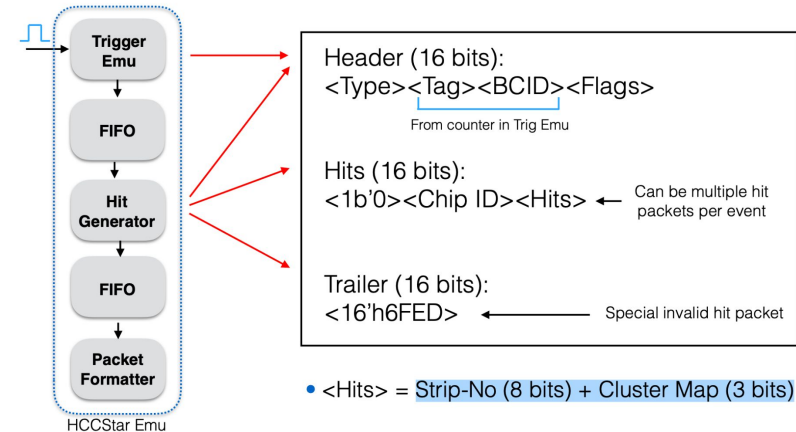 Trigger
Emu
FIFO
Hit
Generator
FIFO
Packet
Formatter
HCCStar Emu
Header (16 bits):
<Type><Tag><BCID><Flags>
From counter in Trig Emu
Hits (16 bits):
<1b'0><Chip ID><Hits>
Can be multiple hit
packets per event
Trailer (16 bits):
<16'h6FED>
Special invalid hit packet
• <Hits> = Strip-No (8 bits) + Cluster Map (3 bits)